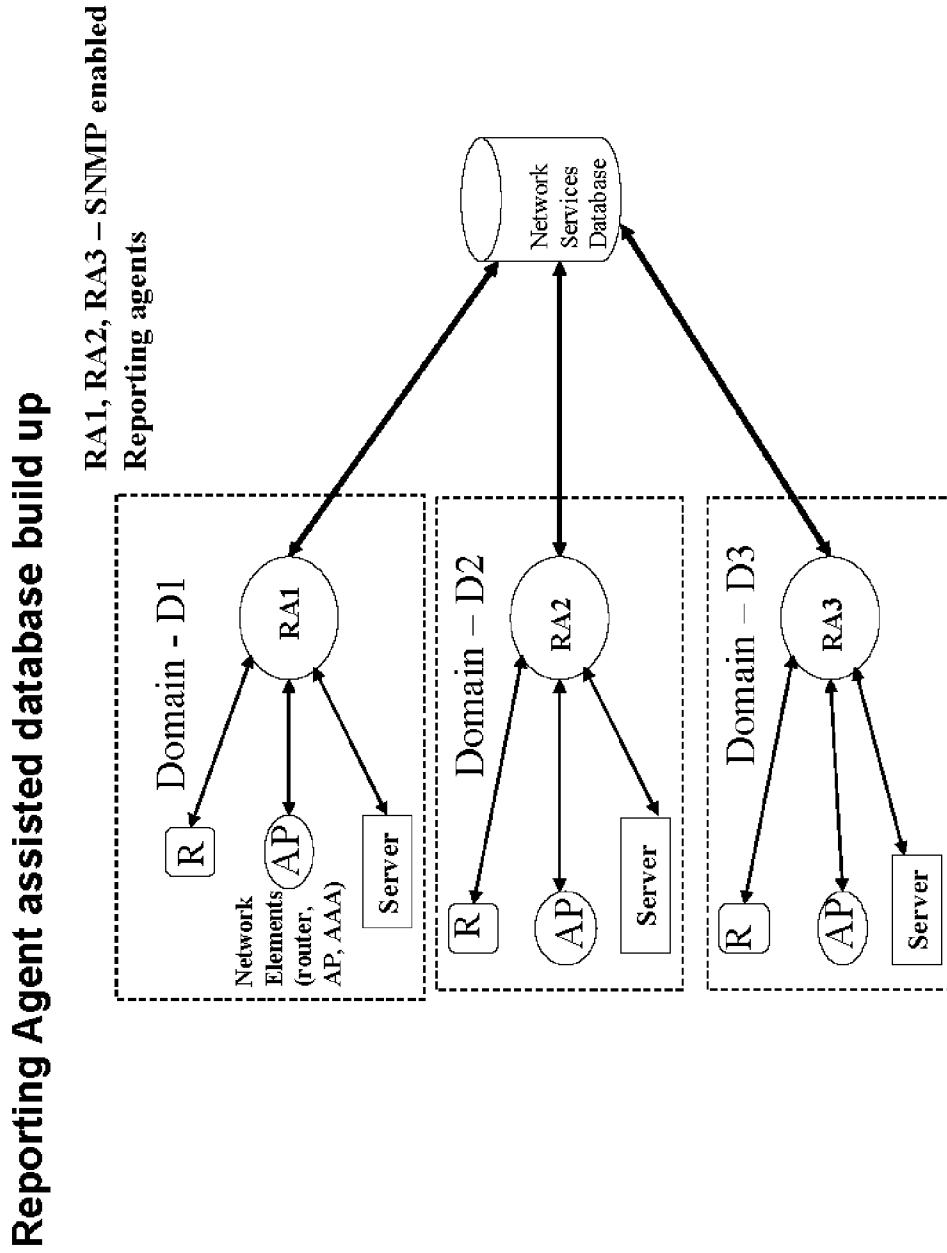 Reporting Agent assisted database build up
RA1, RA2, RA3 – SNMP enabled
Reporting agents
Domain - D1
R
Network
Elements
(router,
AP, AAA)
AP
Server
RA1
Domain – D2
R
AP
Server
RA2
Domain – D3
R
AP
Server
RA3
Network
Services
Database